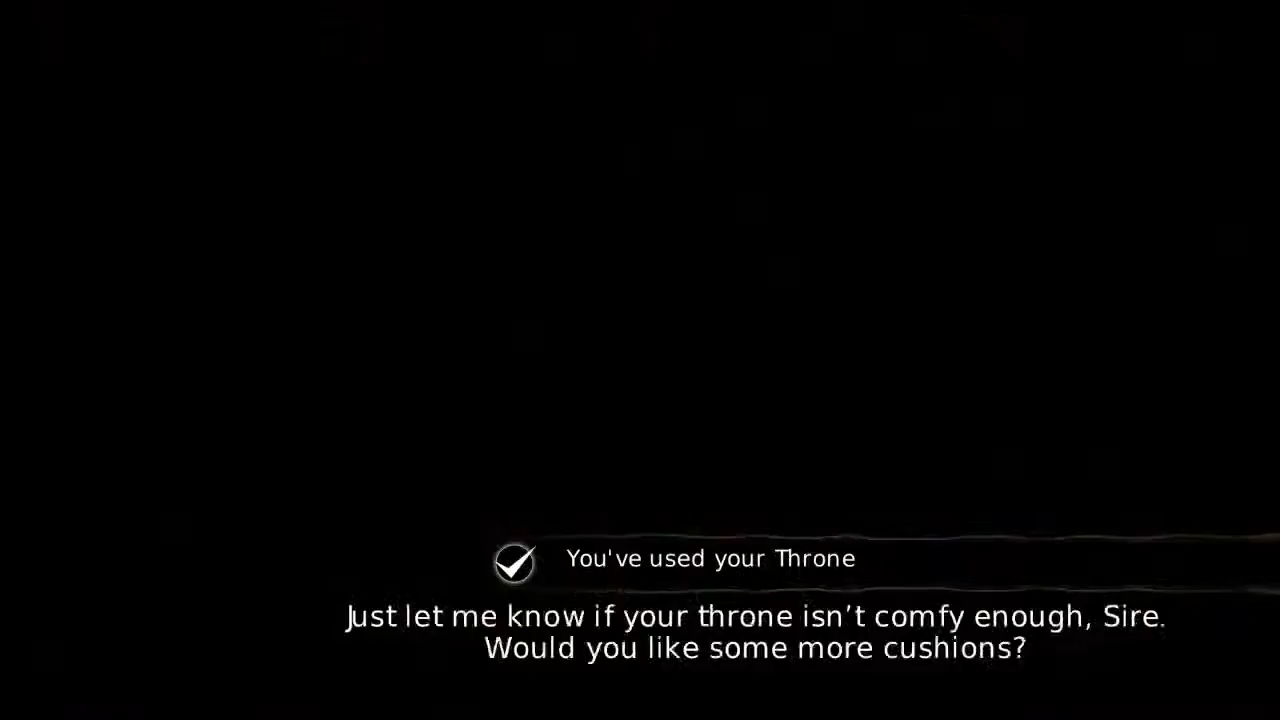 You've used your Throne
Just let me know if your throne isn’t comfy enough, Sire.
Would you like some more cushions?